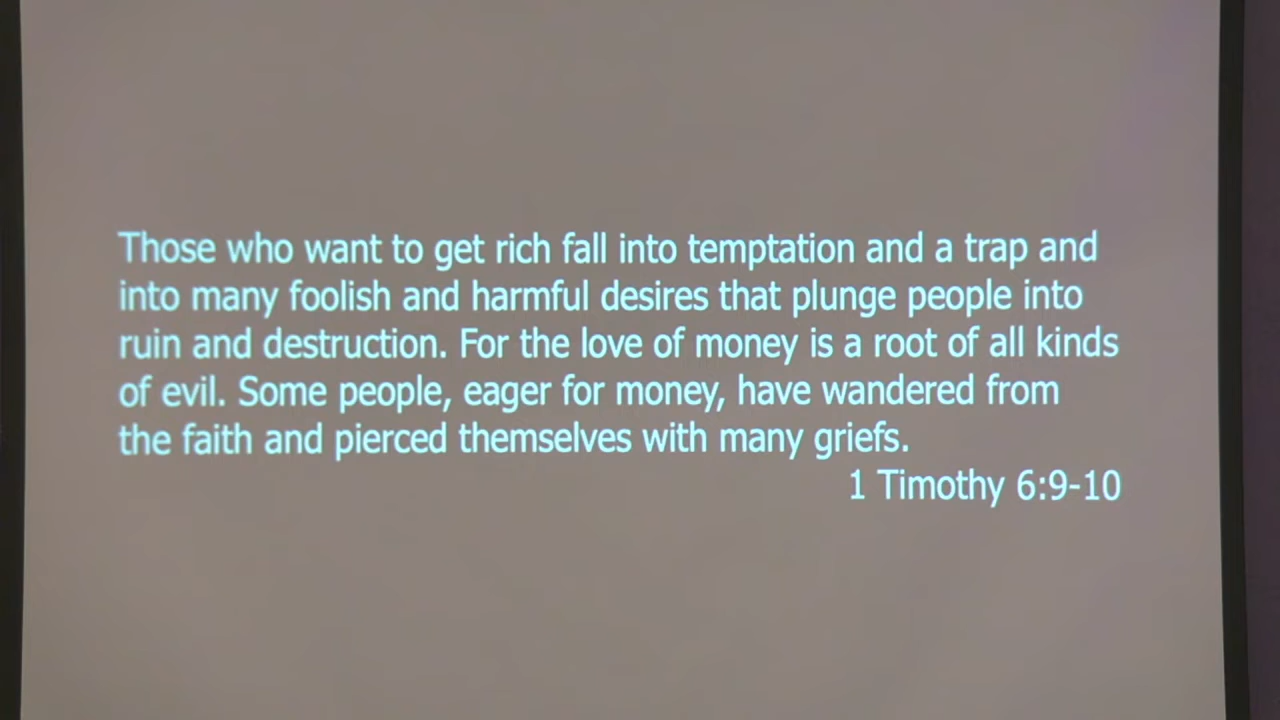 Those who want to get rich fall into temptation and a trap and
into many foolish and harmful desires that plunge people into
ruin and destruction. For the love of money is a root of all kinds
of evil. Some people, eager for money, have wandered from
the faith and pierced themselves with many griefs.
1 Timothy 6:9-10